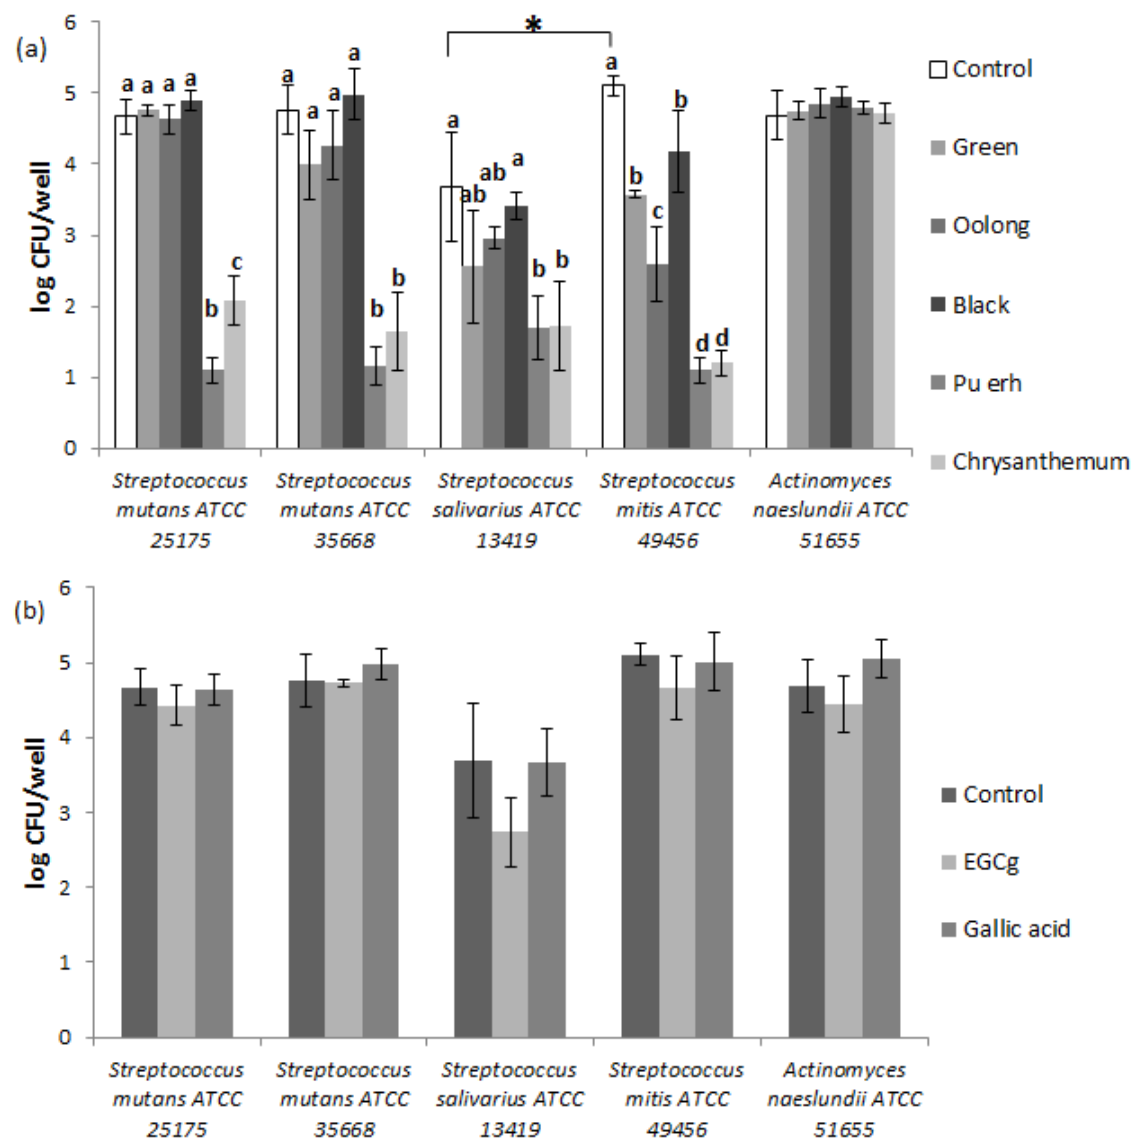 (a)
log CFU/well
6
5
4
3
2
1
0
*
a a a a b c
a a a a b b
a ab ab a b b
a b c b d d
Streptococcus
mutans ATCC
25175
Streptococcus
mutans ATCC
35668
Streptococcus
salivarius ATCC
13419
Streptococcus
mitis ATCC
49456
Actinomyces
naeslundii ATCC
51655
Control
Green
Oolong
Black
Pu erh
Chrysanthemum
(b)
log CFU/well
6
5
4
3
2
1
0
Streptococcus
mutans ATCC
25175
Streptococcus
mutans ATCC
35668
Streptococcus
salivarius ATCC
13419
Streptococcus
mitis ATCC
49456
Actinomyces
naeslundii ATCC
51655
Control
EGCg
Gallic acid